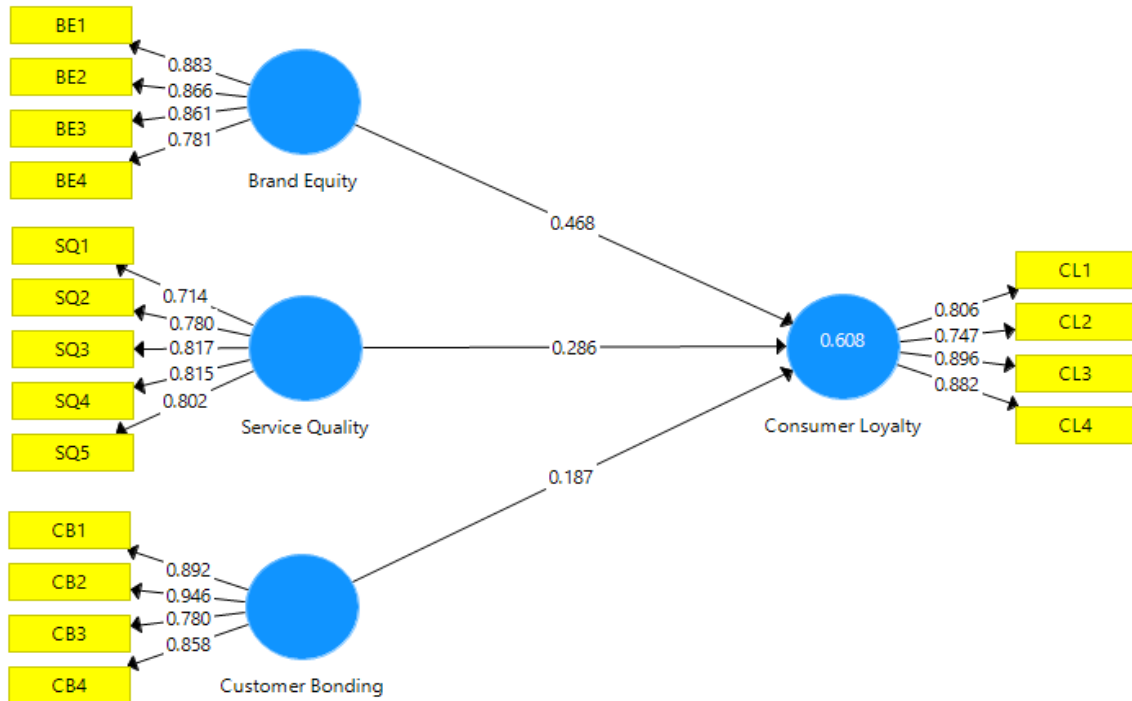 BE1
0.883
BE2
0.866
BE3
0.861
0.781
BE4
Brand Equity
0.468
SQ1
0.714
SQ2
0.780
SQ3
0.817
SQ4
0.815
0.802
SQ5
Service Quality
0.286
0.608
Consumer Loyalty
CL1
0.806
CL2
0.747
0.896
CL3
0.882
CL4
0.187
CB1
0.892
CB2
0.946
0.780
CB3
0.858
CB4
Customer Bonding